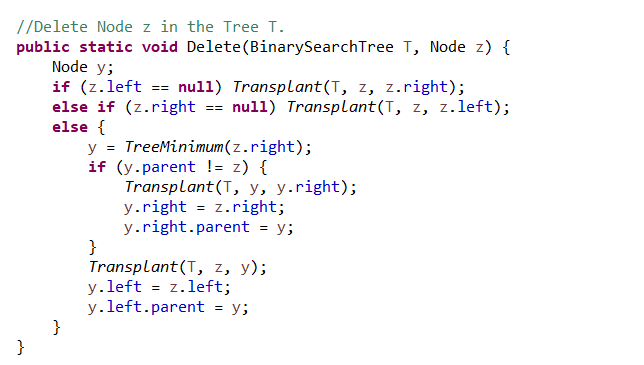 //Delete Node z in the Tree T.
public static void Delete(BinarySearchTree T, Node z) {
    Node y;
    if (z.left == null) Transplant(T, z, z.right);
    else if (z.right == null) Transplant(T, z, z.left);
    else {
        y = TreeMinimum(z.right);
        if (y.parent != z) {
            Transplant(T, y, y.right);
            y.right = z.right;
            y.right.parent = y;
        }
        Transplant(T, z, y);
        y.left = z.left;
        y.left.parent = y;
    }
}